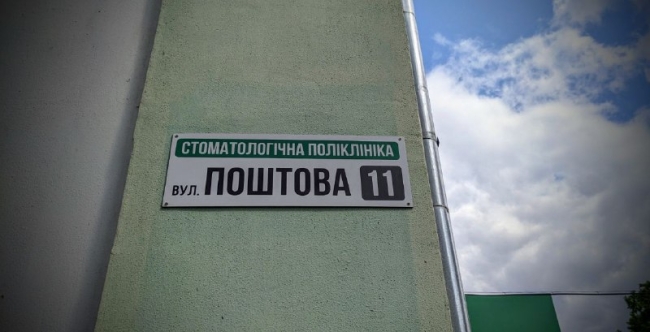 СТОМАТОЛОГІЧНА ПОЛІКЛІНІКА
ВУЛ. ПОШТОВА 11